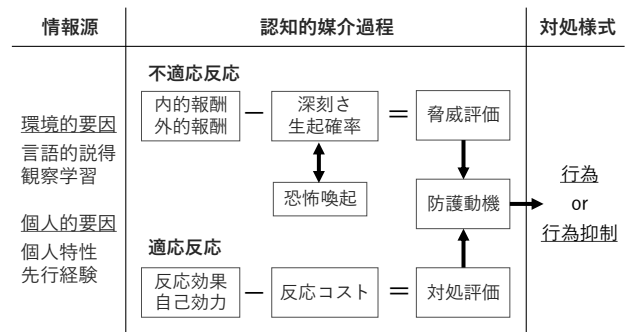 情報源
認知的媒介過程
対処様式
環境的要因
言語的説得
観察学習
個人的要因
個人特性
先行経験
不適応反応
内的報酬
外的報酬
−
深刻さ
生起確率
=
脅威評価
恐怖喚起
防護動機
適応反応
反応効果
自己効力
−
反応コスト
=
対処評価
行為
or
行為抑制